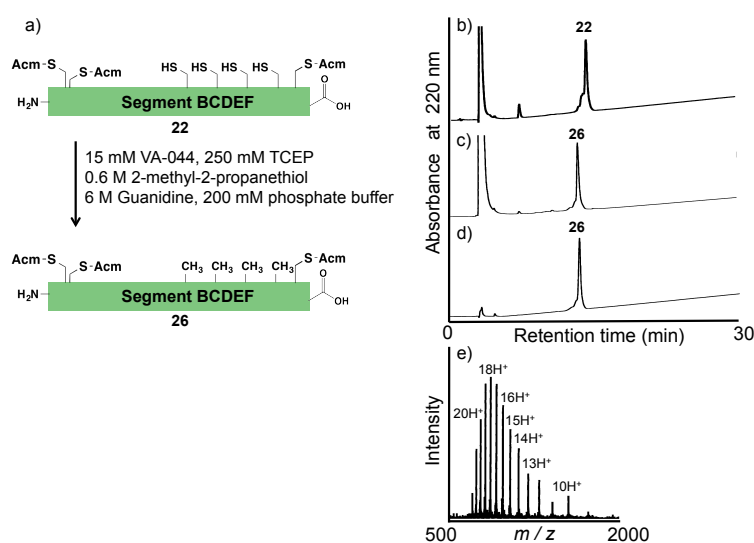 a)
Acm-S
S-Acm
HS HS HS HS
S-Acm
H₂N
Segment BCDEF
O
OH
22
15 mM VA-044, 250 mM TCEP
0.6 M 2-methyl-2-propanethiol
6 M Guanidine, 200 mM phosphate buffer
Acm-S
S-Acm
CH₃ CH₃ CH₃ CH₃
S-Acm
H₂N
Segment BCDEF
O
OH
26
Absorbance at 220 nm
b)
22
c)
26
d)
26
0
Retention time (min)
30
e)
Intensity
18H⁺
20H⁺
16H⁺
15H⁺
14H⁺
13H⁺
10H⁺
500
m / z
2000